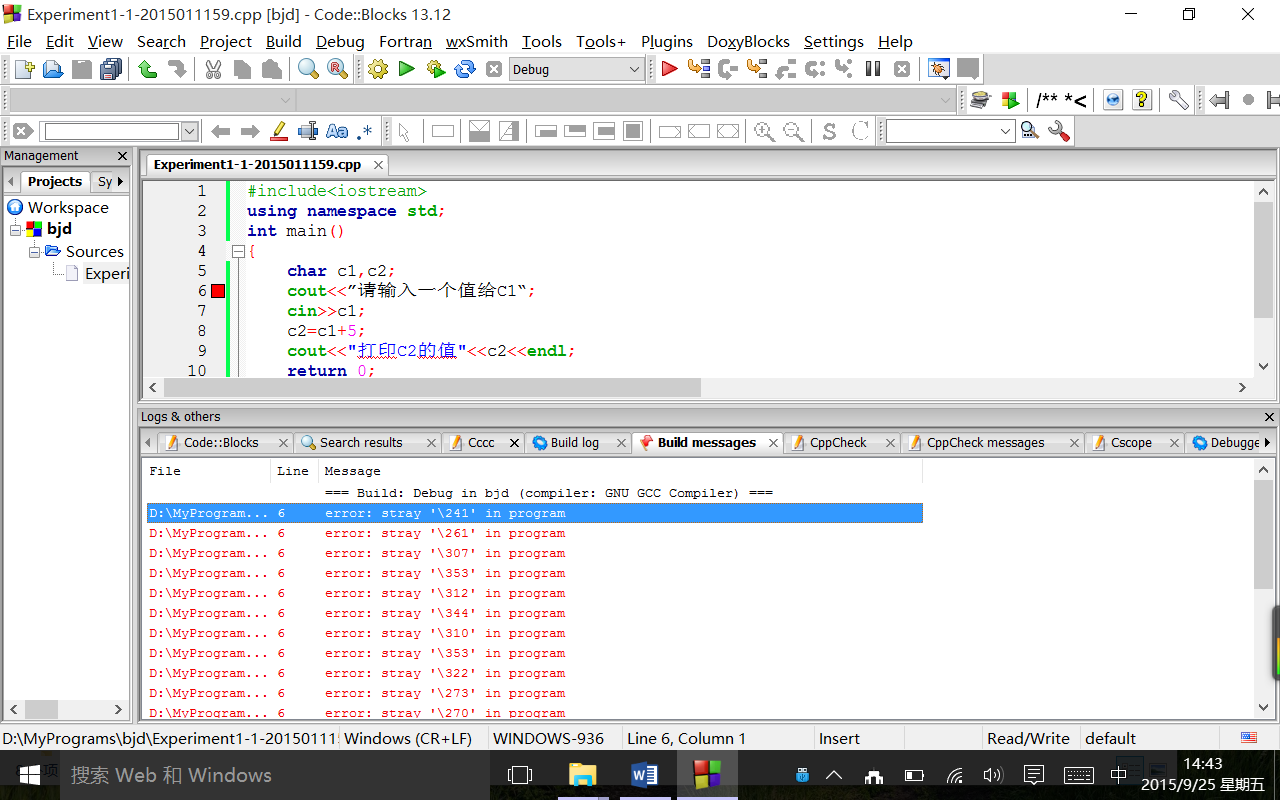 Experiment1-1-2015011159.cpp [bjd] - Code::Blocks 13.12
File Edit View Search Project Build Debug Fortran wxSmith Tools Tools+ Plugins DoxyBlocks Settings Help
Debug
/** *<
Management
Projects Sy
Workspace
bjd
Sources
Experi
Experiment1-1-2015011159.cpp
1 #include<iostream>
2 using namespace std;
3 int main()
4 {
5 char c1,c2;
6 cout<<”请输入一个值给C1“;
7 cin>>c1;
8 c2=c1+5;
9 cout<<"打印C2的值"<<c2<<endl;
10 return 0;
Logs & others
Code::Blocks Search results Cccc Build log Build messages CppCheck CppCheck messages Cscope Debugge
File Line Message
=== Build: Debug in bjd (compiler: GNU GCC Compiler) ===
D:\MyProgram... 6 error: stray '\241' in program
D:\MyProgram... 6 error: stray '\261' in program
D:\MyProgram... 6 error: stray '\307' in program
D:\MyProgram... 6 error: stray '\353' in program
D:\MyProgram... 6 error: stray '\312' in program
D:\MyProgram... 6 error: stray '\344' in program
D:\MyProgram... 6 error: stray '\310' in program
D:\MyProgram... 6 error: stray '\353' in program
D:\MyProgram... 6 error: stray '\322' in program
D:\MyProgram... 6 error: stray '\273' in program
D:\MyProgram... 6 error: stray '\270' in program
D:\MyPrograms\bjd\Experiment1-1-201501115 Windows (CR+LF) WINDOWS-936 Line 6, Column 1 Insert Read/Write default
搜索 Web 和 Windows
中
14:43
2015/9/25 星期五